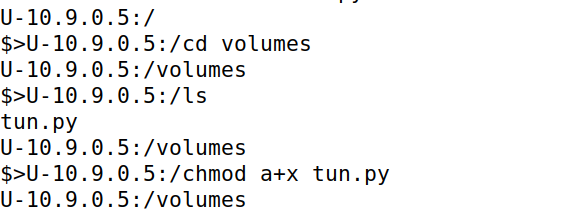 U-10.9.0.5:/
$>U-10.9.0.5:/cd volumes
U-10.9.0.5:/volumes
$>U-10.9.0.5:/ls
tun.py
U-10.9.0.5:/volumes
$>U-10.9.0.5:/chmod a+x tun.py
U-10.9.0.5:/volumes